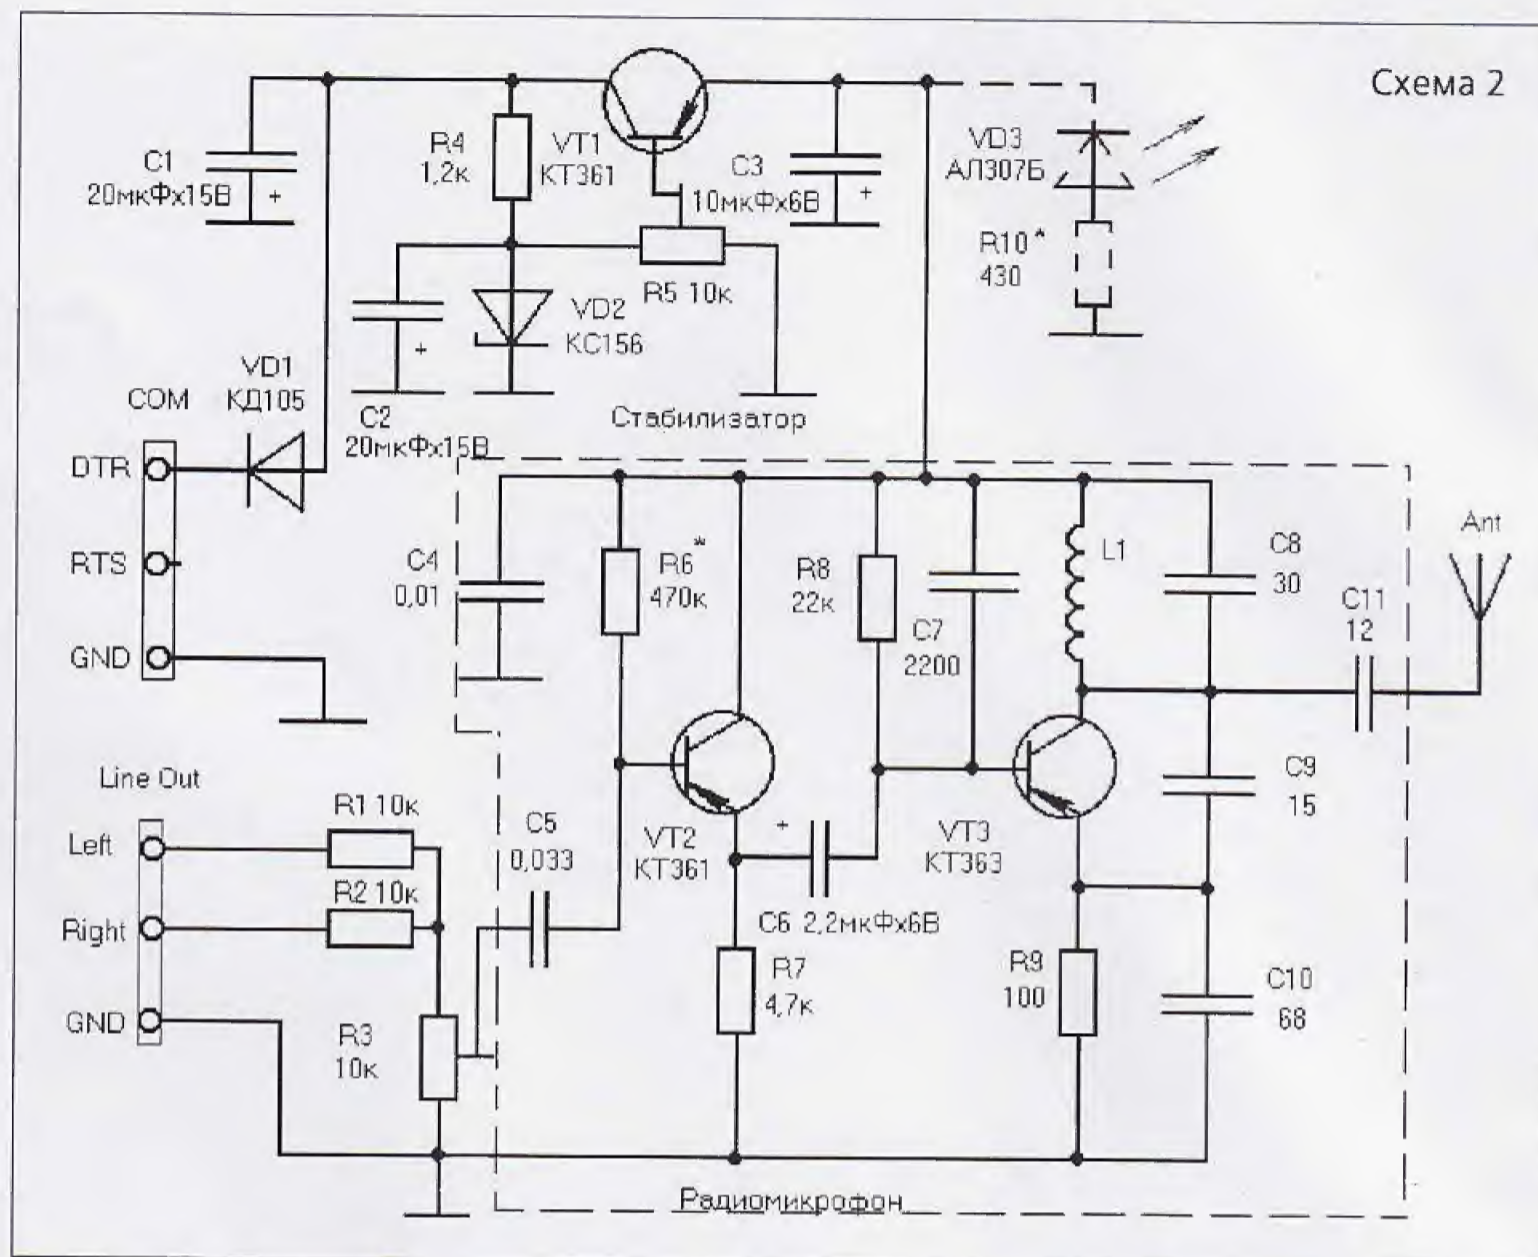 Схема 2
C1
20мкФх15В
+
R4
1,2к
VT1
КТ361
C3
10мкФх6В
+
VD3
АЛ307Б
R10*
430
R5 10к
VD2
КС156
+
C2
20мкФх15В
Стабилизатор
VD1
КД105
COM
DTR
RTS
GND
C4
0,01
R6*
470к
R8
22к
C7
2200
L1
C8
30
C11
12
Ant
C9
15
VT2
КТ361
+
C6 2,2мкФх6В
VT3
КТ363
Line Out
Left
Right
GND
R1 10к
R2 10к
R3
10к
C5
0,033
R7
4,7к
R9
100
C10
68
Радиомикрофон